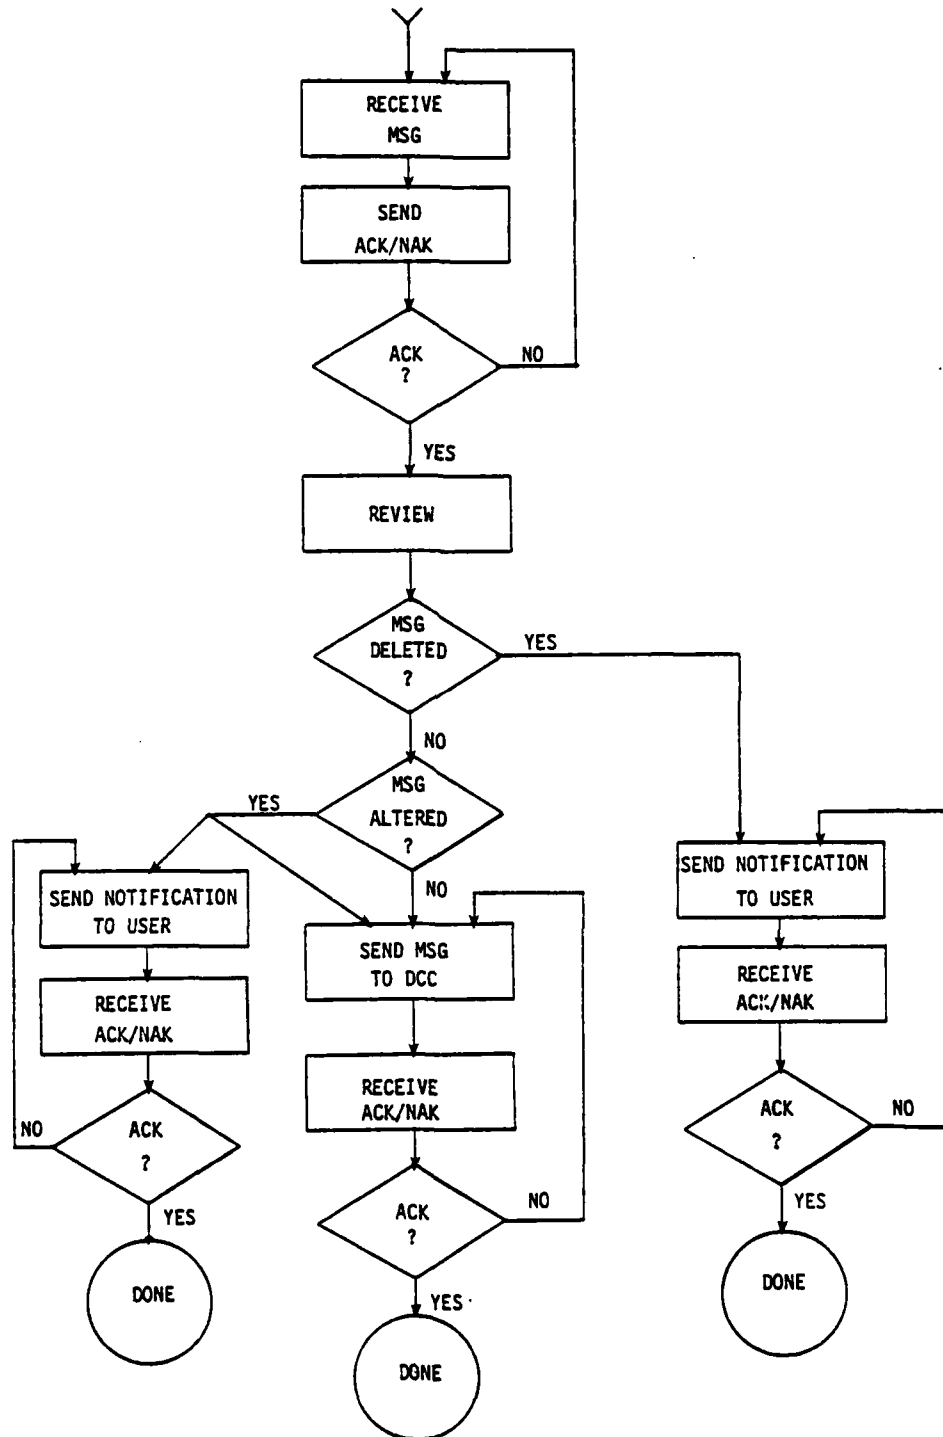 RECEIVE
MSG
SEND
ACK/NAK
ACK
?
NO
YES
REVIEW
MSG
DELETED
?
YES
NO
MSG
ALTERED
?
YES
NO
SEND NOTIFICATION
TO USER
RECEIVE
ACK/NAK
ACK
?
NO
YES
DONE
SEND MSG
TO DCC
RECEIVE
ACK/NAK
ACK
?
NO
YES
DONE
SEND NOTIFICATION
TO USER
RECEIVE
ACK/NAK
ACK
?
NO
YES
DONE